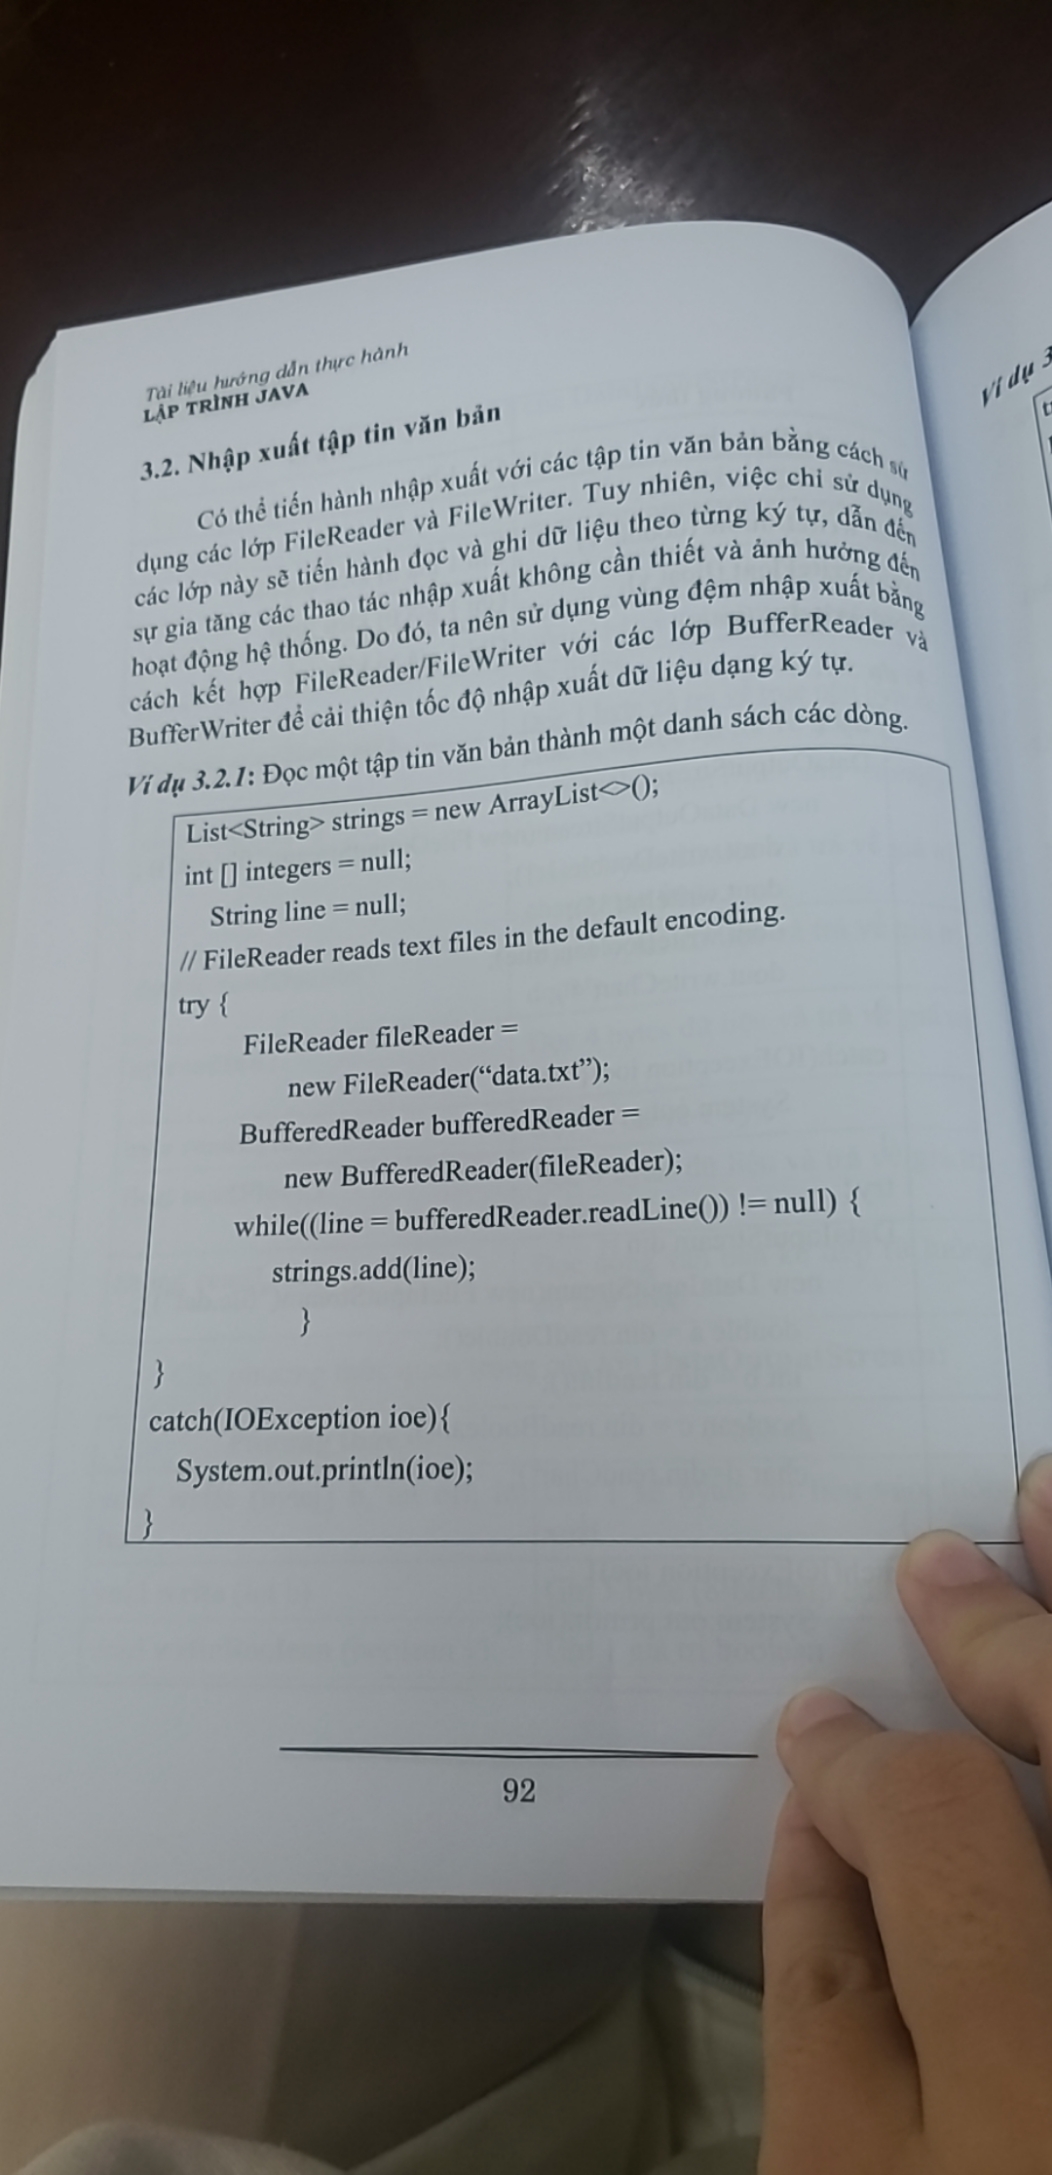 Tài liệu hướng dẫn thực hành
LẬP TRÌNH JAVA
3.2. Nhập xuất tập tin văn bản
Có thể tiến hành nhập xuất với các tập tin văn bản bằng cách sử
dụng các lớp FileReader và FileWriter. Tuy nhiên, việc chỉ sử dụng
các lớp này sẽ tiến hành đọc và ghi dữ liệu theo từng ký tự, dẫn đến
sự gia tăng các thao tác nhập xuất không cần thiết và ảnh hưởng đến
hoạt động hệ thống. Do đó, ta nên sử dụng vùng đệm nhập xuất bằng
cách kết hợp FileReader/FileWriter với các lớp BufferReader và
BufferWriter để cải thiện tốc độ nhập xuất dữ liệu dạng ký tự.
Ví dụ 3.2.1: Đọc một tập tin văn bản thành một danh sách các dòng.
List<String> strings = new ArrayList<>();
int [] integers = null;
String line = null;
// FileReader reads text files in the default encoding.
try {
FileReader fileReader =
new FileReader(“data.txt”);
BufferedReader bufferedReader =
new BufferedReader(fileReader);
while((line = bufferedReader.readLine()) != null) {
strings.add(line);
}
}
catch(IOException ioe){
System.out.println(ioe);
}
92
Ví dụ 3